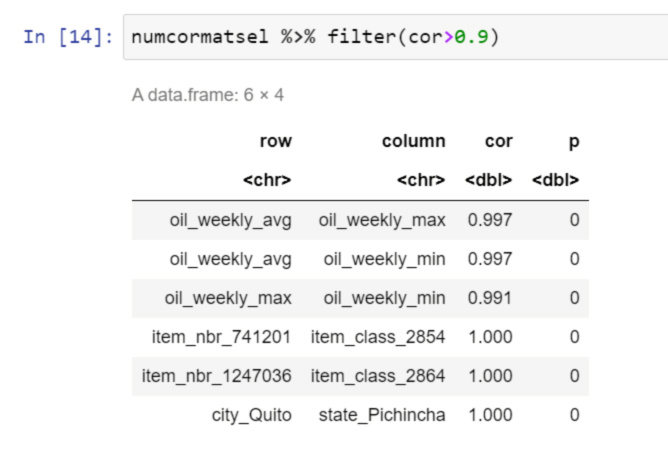 In [14]: numcormatsel %>% filter(cor>0.9)
A data.frame: 6 × 4
row column cor p
<chr> <chr> <dbl> <dbl>
oil_weekly_avg oil_weekly_max 0.997 0
oil_weekly_avg oil_weekly_min 0.997 0
oil_weekly_max oil_weekly_min 0.991 0
item_nbr_741201 item_class_2854 1.000 0
item_nbr_1247036 item_class_2864 1.000 0
city_Quito state_Pichincha 1.000 0